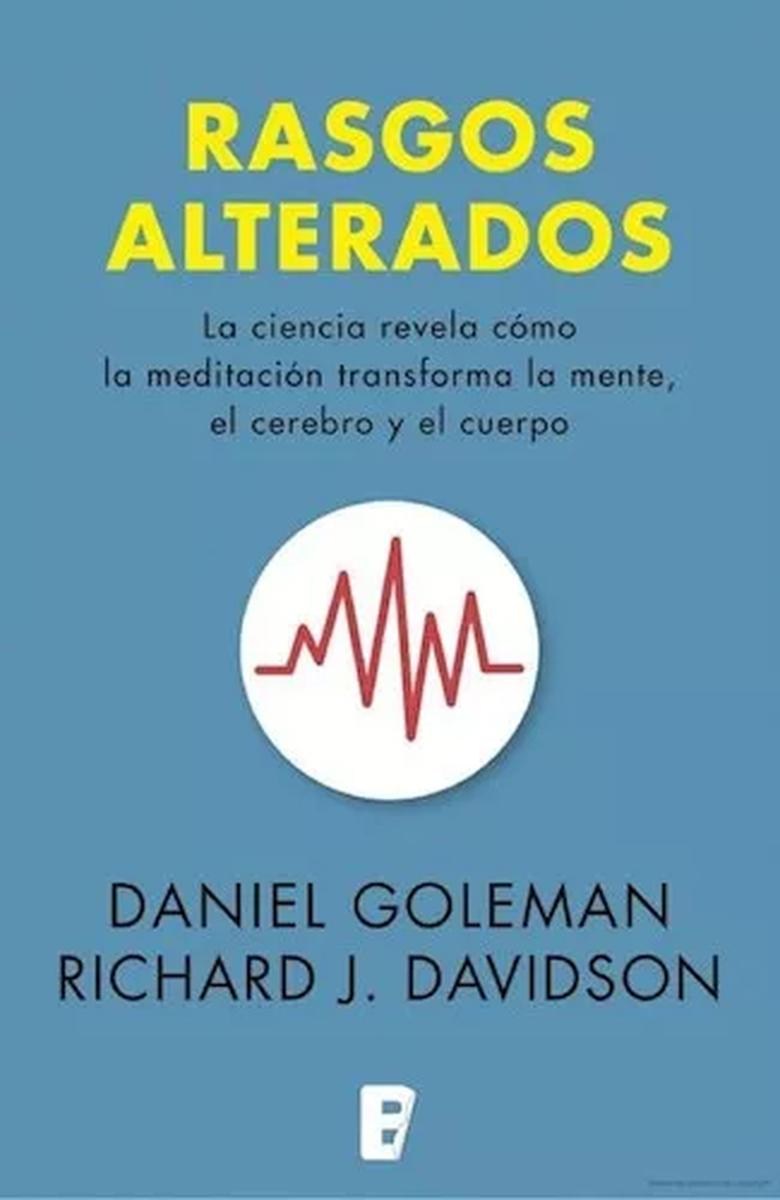 RASGOS
ALTERADOS
La ciencia revela cómo
la meditación transforma la mente,
el cerebro y el cuerpo
DANIEL GOLEMAN
RICHARD J. DAVIDSON
B